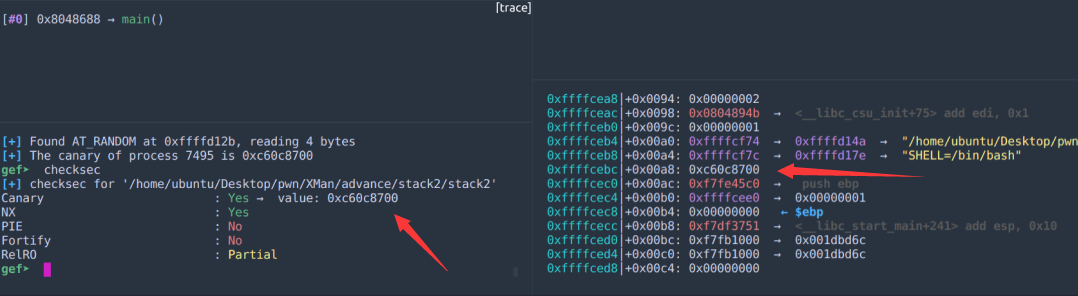 [trace]
[#0] 0x8048688 → main()
[+] Found AT_RANDOM at 0xffffd12b, reading 4 bytes
[+] The canary of process 7495 is 0xc60c8700
gef➤  checksec
[+] checksec for '/home/ubuntu/Desktop/pwn/XMan/advance/stack2/stack2'
Canary : Yes → value: 0xc60c8700
NX : Yes
PIE : No
Fortify : No
RelRO : Partial
gef➤
0xffffcea8|+0x0094: 0x00000002
0xffffceac|+0x0098: 0x0804894b → <__libc_csu_init+75> add edi, 0x1
0xffffceb0|+0x009c: 0x00000001
0xffffceb4|+0x00a0: 0xffffcf74 → 0xffffd14a → "/home/ubuntu/Desktop/pwn
0xffffceb8|+0x00a4: 0xffffcf7c → 0xffffd17e → "SHELL=/bin/bash"
0xffffcebc|+0x00a8: 0xc60c8700
0xffffcec0|+0x00ac: 0xf7fe45c0 → push ebp
0xffffcec4|+0x00b0: 0xffffcee0 → 0x00000001
0xffffcec8|+0x00b4: 0x00000000 ← $ebp
0xffffcecc|+0x00b8: 0xf7df3751 → <__libc_start_main+241> add esp, 0x10
0xffffced0|+0x00bc: 0xf7fb1000 → 0x001dbd6c
0xffffced4|+0x00c0: 0xf7fb1000 → 0x001dbd6c
0xffffced8|+0x00c4: 0x00000000